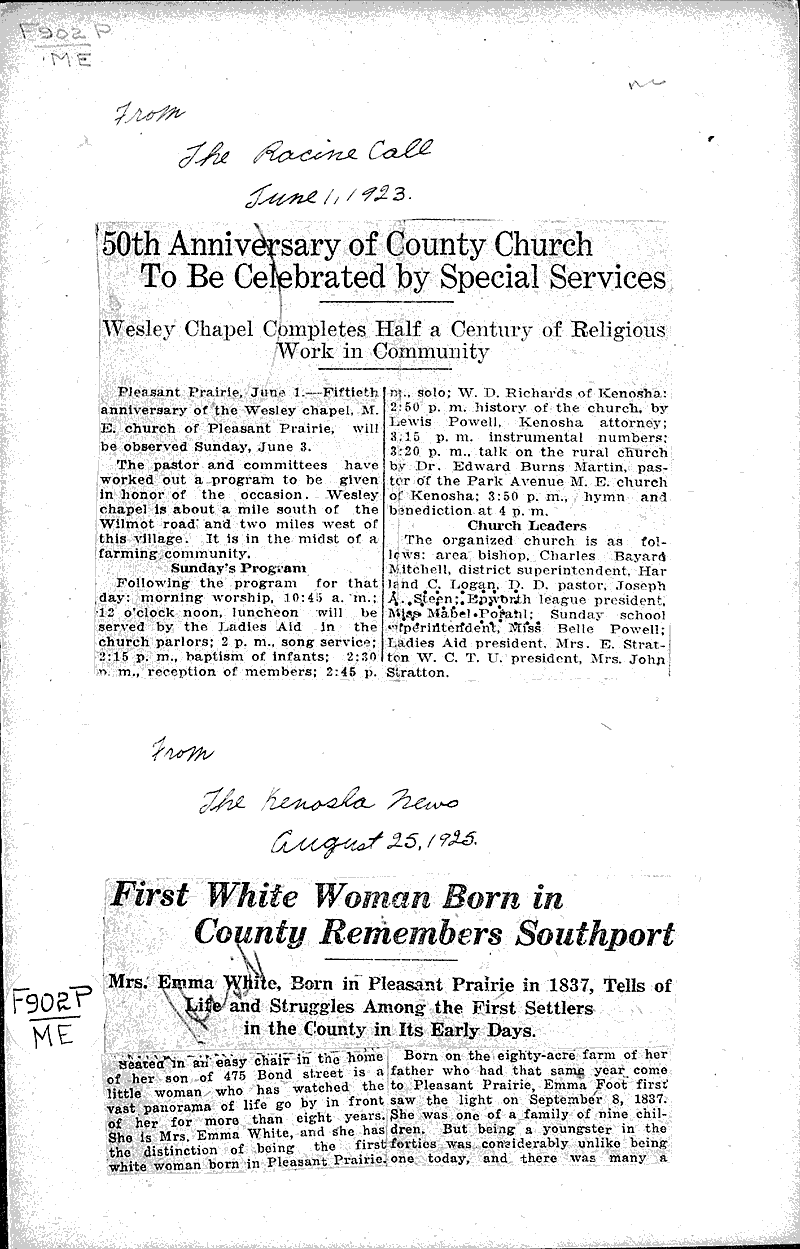 F902 P
ME
From
The Racine Call
June 1, 1923.
50th Anniversary of County Church
To Be Celebrated by Special Services
Wesley Chapel Completes Half a Century of Religious
Work in Community
Pleasant Prairie, June 1.—Fiftieth
anniversary of the Wesley chapel, M.
E. church of Pleasant Prairie, will
be observed Sunday, June 3.
The pastor and committees have
worked out a program to be given
in honor of the occasion. Wesley
chapel is about a mile south of the
Wilmot road and two miles west of
this village. It is in the midst of a
farming community.
Sunday's Program
Following the program for that
day: morning worship, 10:45 a. m.;
12 o'clock noon, luncheon will be
served by the Ladies Aid in the
church parlors; 2 p. m., song service;
2:15 p. m., baptism of infants; 2:30
p. m., reception of members; 2:45 p.
m., solo; W. D. Richards of Kenosha:
2:50 p. m. history of the church, by
Lewis Powell, Kenosha attorney;
3:15 p. m. instrumental numbers;
3:20 p. m., talk on the rural church
by Dr. Edward Burns Martin, pas-
tor of the Park Avenue M. E. church
of Kenosha; 3:50 p. m., hymn and
benediction at 4 p. m.
Church Leaders
The organized church is as fol-
lows: area bishop, Charles Bayard
Mitchell, district superintendent, Har
land C. Logan, D. D. pastor, Joseph
A. Stern; Epworth league president,
Miss Mabel Sunday school
superintendent, Miss Belle Powell;
Ladies Aid president, Mrs. E. Strat-
ton W. C. T. U. president, Mrs. John
Stratton.
From
The Kenosha News
August 25, 1925.
First White Woman Born in
County Remembers Southport
F902P
ME
Mrs. Emma White, Born in Pleasant Prairie in 1837, Tells of
Life and Struggles Among the First Settlers
in the County in Its Early Days.
Seated in an easy chair in the home
of her son of 475 Bond street is a
little woman who has watched the
vast panorama of life go by in front
of her for more than eight years.
She is Mrs. Emma White, and she has
the distinction of being the first
white woman born in Pleasant Prairie.
Born on the eighty-acre farm of her
father who had that same year come
to Pleasant Prairie, Emma Foot first
saw the light on September 8, 1837.
She was one of a family of nine chil-
dren. But being a youngster in the
forties was considerably unlike being
one today, and there was many a